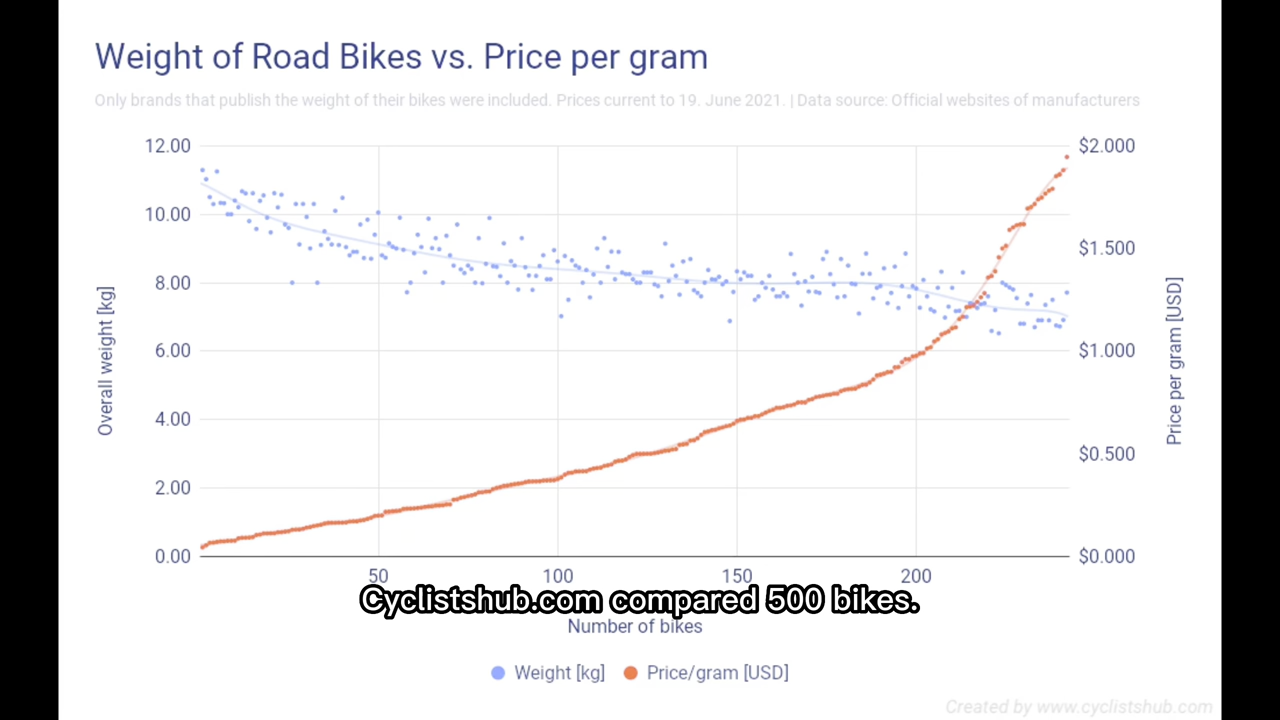 Weight of Road Bikes vs. Price per gram
Only brands that publish the weight of their bikes were included. Prices current to 19. June 2021. | Data source: Official websites of manufacturers
12.00
10.00
8.00
6.00
4.00
2.00
0.00
Overall weight [kg]
$2.000
$1.500
$1.000
$0.500
$0.000
Price per gram [USD]
50 100 150 200
Cyclistshub.com compared 500 bikes.
Number of bikes
Weight [kg] Price/gram [USD]
Created by www.cyclistshub.com